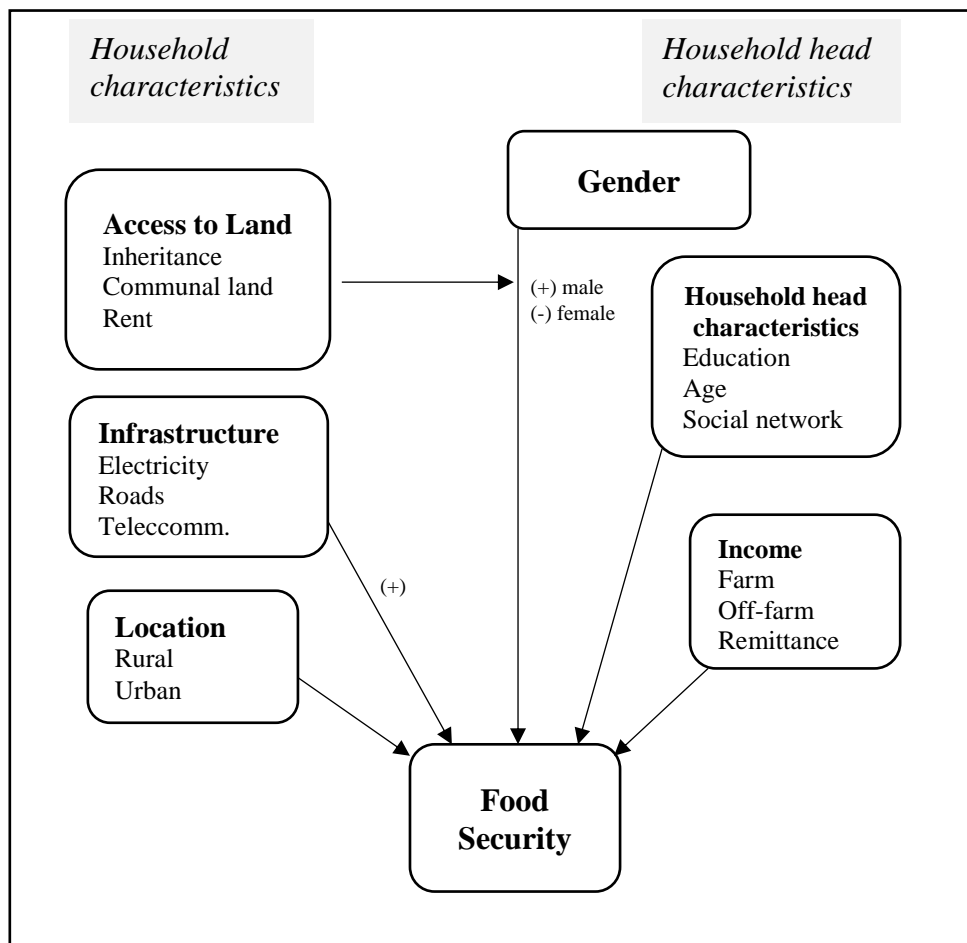 Household
characteristics
Household head
characteristics
Gender
Access to Land
Inheritance
Communal land
Rent
(+) male
(-) female
Household head
characteristics
Education
Age
Social network
Infrastructure
Electricity
Roads
Teleccomm.
Income
Farm
Off-farm
Remittance
(+)
Location
Rural
Urban
Food
Security